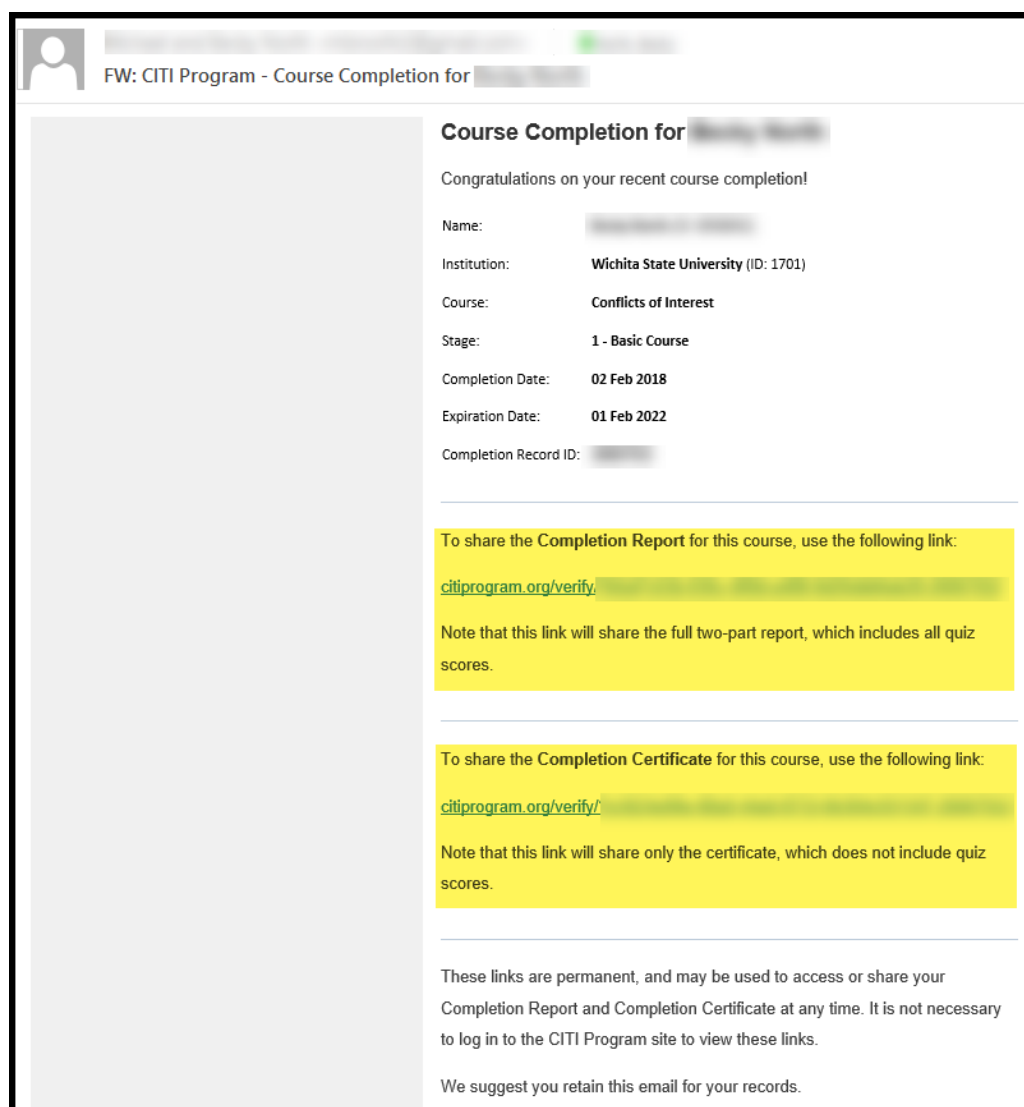 FW: CITI Program - Course Completion for
Course Completion for
Congratulations on your recent course completion!
Name:
Institution: Wichita State University (ID: 1701)
Course: Conflicts of Interest
Stage: 1 - Basic Course
Completion Date: 02 Feb 2018
Expiration Date: 01 Feb 2022
Completion Record ID:
To share the Completion Report for this course, use the following link:
citiprogram.org/verify/
Note that this link will share the full two-part report, which includes all quiz
scores.
To share the Completion Certificate for this course, use the following link:
citiprogram.org/verify/
Note that this link will share only the certificate, which does not include quiz
scores.
These links are permanent, and may be used to access or share your
Completion Report and Completion Certificate at any time. It is not necessary
to log in to the CITI Program site to view these links.
We suggest you retain this email for your records.